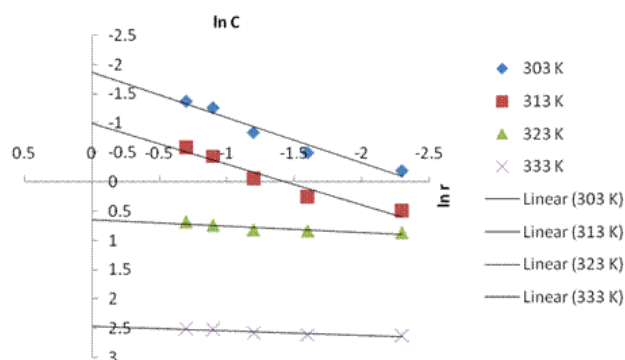 ln C
-2.5
-2
-1.5
-1
-0.5
0.5 0 -0.5 -1 -1.5 -2 -2.5
0
0.5
1
1.5
2
2.5
3
ln r
303 K
313 K
323 K
333 K
Linear (303 K)
Linear (313 K)
Linear (323 K)
Linear (333 K)